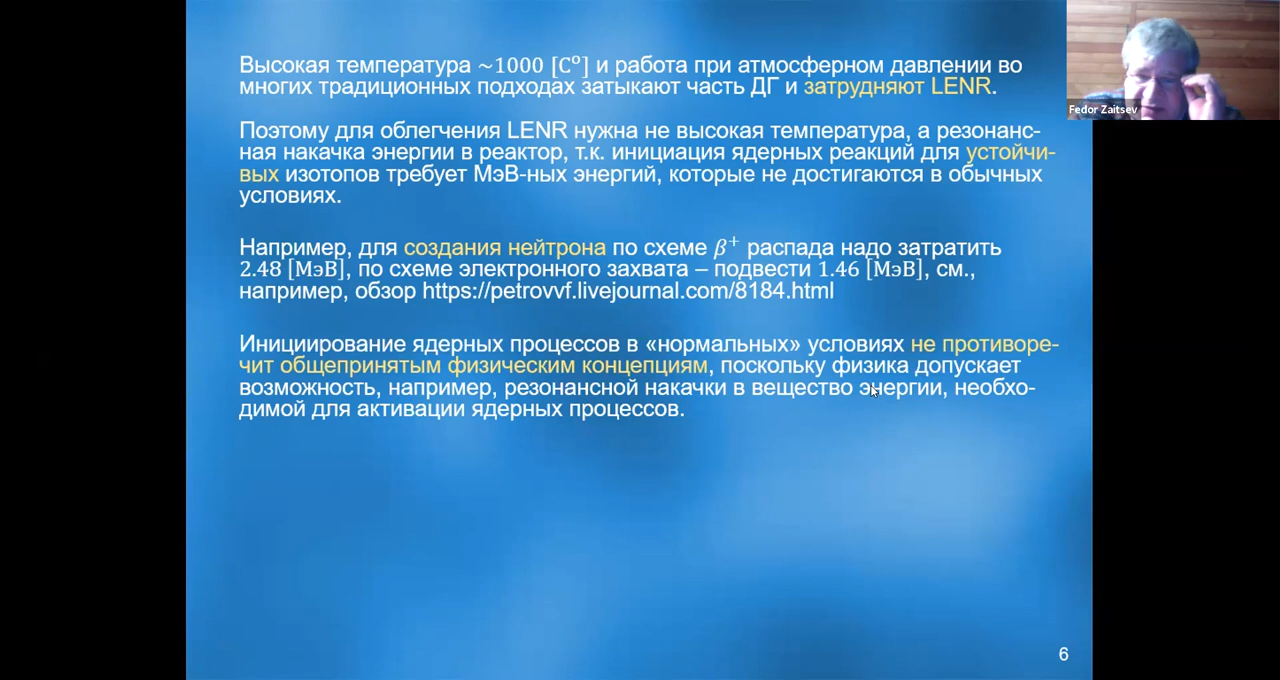 Высокая температура ~1000 [Cº] и работа при атмосферном давлении во
многих традиционных подходах затыкают часть ДГ и затрудняют LENR.
Поэтому для облегчения LENR нужна не высокая температура, а резонанс-
ная накачка энергии в реактор, т.к. инициация ядерных реакций для устойчи-
вых изотопов требует МэВ-ных энергий, которые не достигаются в обычных
условиях.
Например, для создания нейтрона по схеме β⁺ распада надо затратить
2.48 [МэВ], по схеме электронного захвата – подвести 1.46 [МэВ], см.,
например, обзор https://petrovvf.livejournal.com/8184.html
Инициирование ядерных процессов в «нормальных» условиях не противоре-
чит общепринятым физическим концепциям, поскольку физика допускает
возможность, например, резонансной накачки в вещество энергии, необхо-
димой для активации ядерных процессов.
6
Fedor Zaitsev